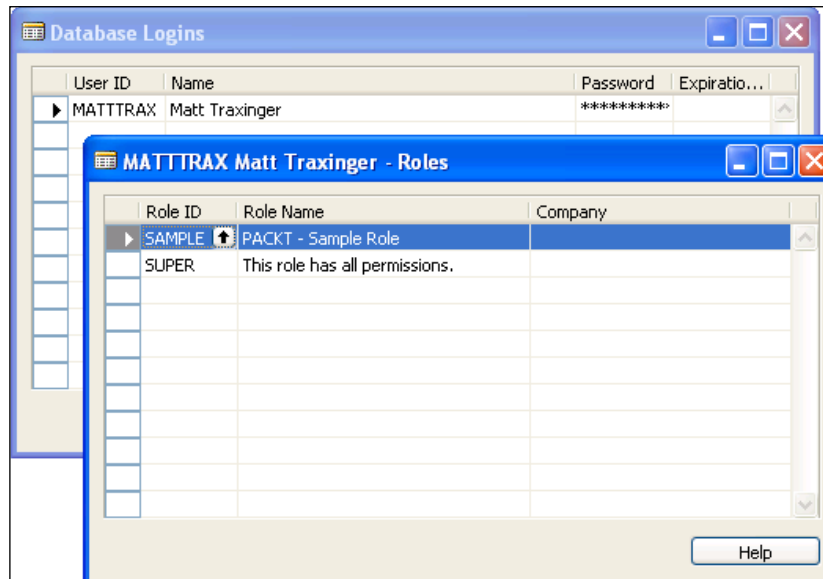 Database Logins
User ID Name Password Expiratio...
MATTTRAX Matt Traxinger **********
MATTTRAX Matt Traxinger - Roles
Role ID Role Name Company
SAMPLE PACKT - Sample Role
SUPER This role has all permissions.
Help